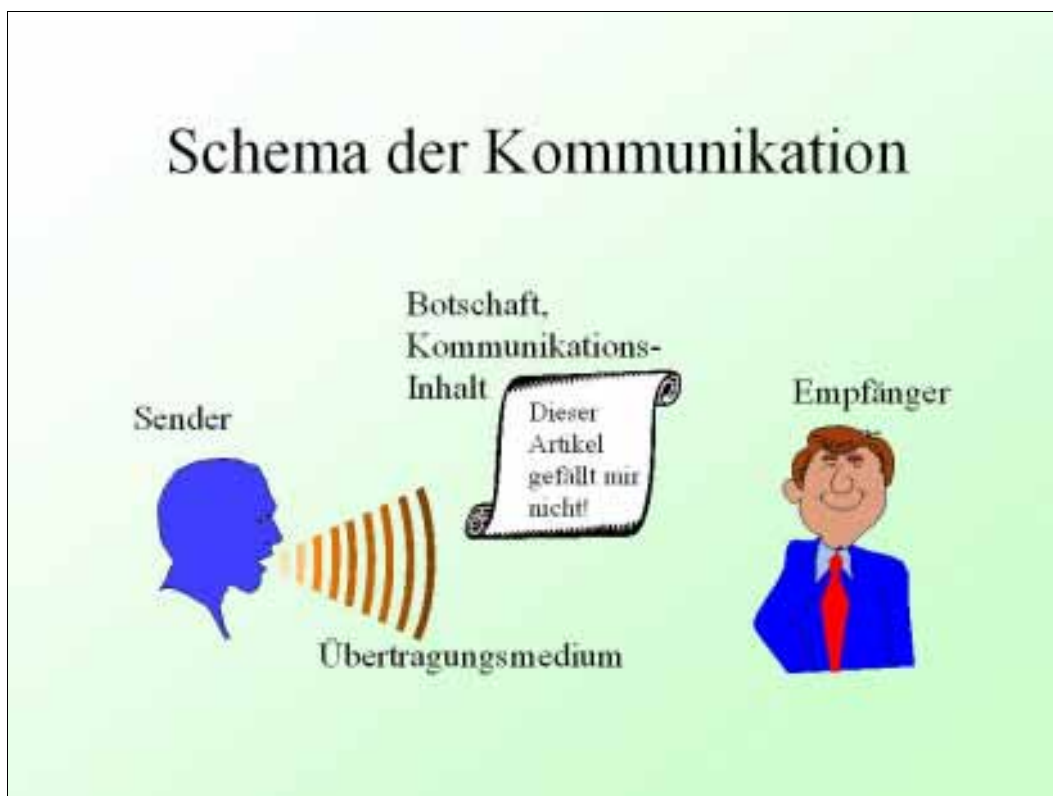 Schema der Kommunikation
Botschaft,
Kommunikations-
Inhalt
Sender
Dieser
Artikel
gefällt mir
nicht!
Empfänger
Übertragungsmedium